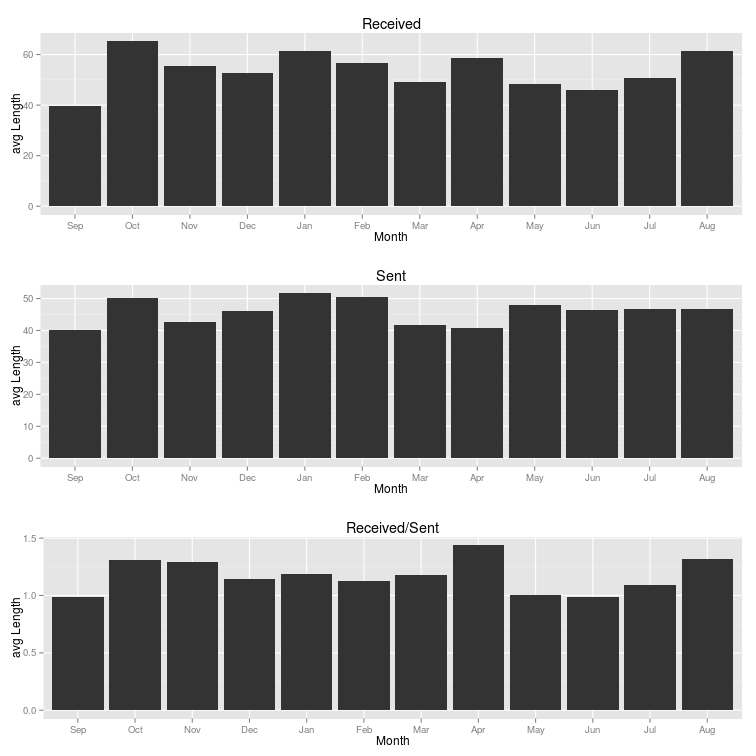 Received
60
40
20
0
avg Length
Sep Oct Nov Dec Jan Feb Mar Apr May Jun Jul Aug
Month
Sent
50
40
30
20
10
0
avg Length
Sep Oct Nov Dec Jan Feb Mar Apr May Jun Jul Aug
Month
Received/Sent
1.5
1.0
0.5
0.0
avg Length
Sep Oct Nov Dec Jan Feb Mar Apr May Jun Jul Aug
Month